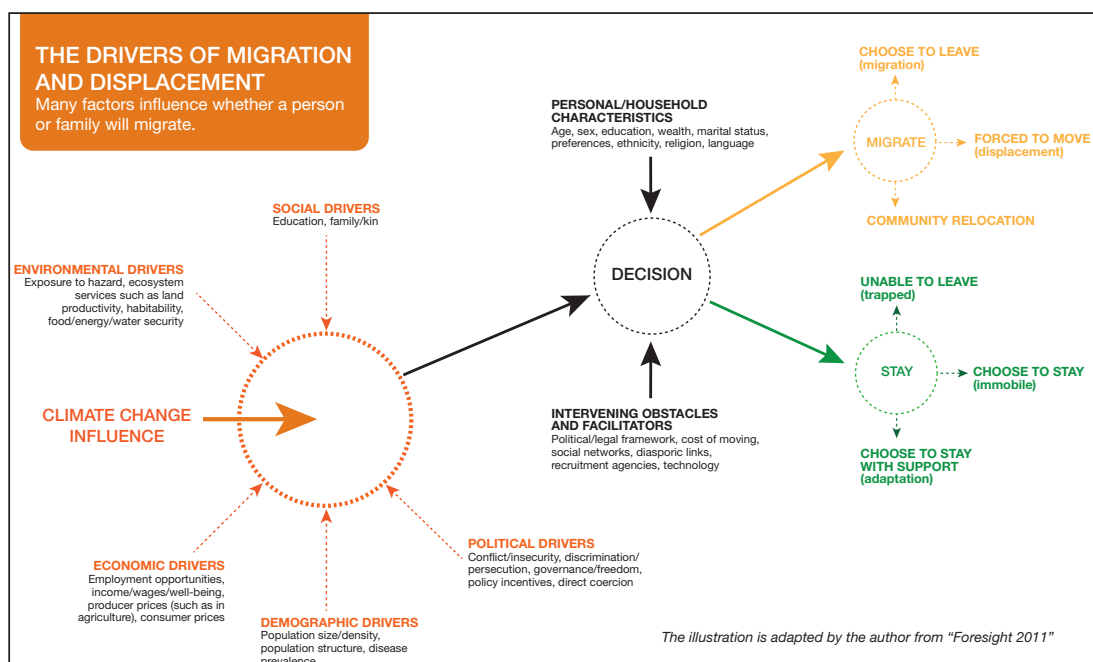 THE DRIVERS OF MIGRATION
AND DISPLACEMENT
Many factors influence whether a person
or family will migrate.
SOCIAL DRIVERS
Education, family/kin
ENVIRONMENTAL DRIVERS
Exposure to hazard, ecosystem
services such as land
productivity, habitability,
food/energy/water security
CLIMATE CHANGE
INFLUENCE
ECONOMIC DRIVERS
Employment opportunities,
income/wages/well-being,
producer prices (such as in
agriculture), consumer prices
DEMOGRAPHIC DRIVERS
Population size/density,
population structure, disease
prevalence
POLITICAL DRIVERS
Conflict/insecurity, discrimination/
persecution, governance/freedom,
policy incentives, direct coercion
PERSONAL/HOUSEHOLD
CHARACTERISTICS
Age, sex, education, wealth, marital status,
preferences, ethnicity, religion, language
DECISION
INTERVENING OBSTACLES
AND FACILITATORS
Political/legal framework, cost of moving,
social networks, diasporic links,
recruitment agencies, technology
CHOOSE TO LEAVE
(migration)
MIGRATE
FORCED TO MOVE
(displacement)
COMMUNITY RELOCATION
UNABLE TO LEAVE
(trapped)
STAY
CHOOSE TO STAY
(immobile)
CHOOSE TO STAY
WITH SUPPORT
(adaptation)
The illustration is adapted by the author from “Foresight 2011”